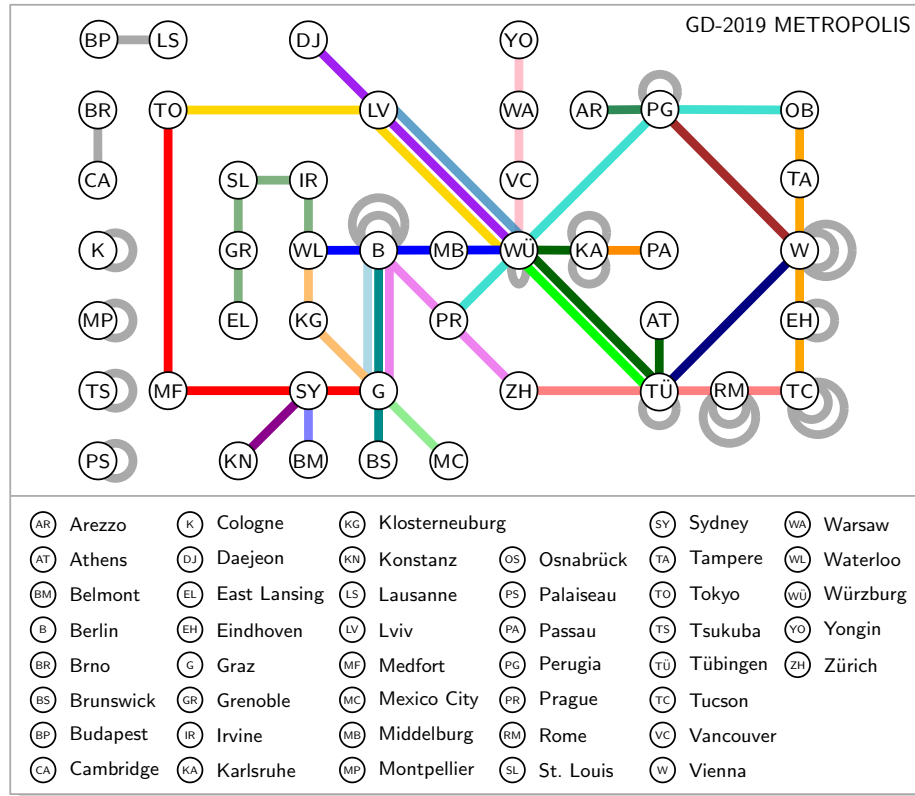 GD-2019 METROPOLIS
BP LS DJ YO
BR TO LV WA AR PG OB
CA SL IR VC TA
K GR WL B MB WÜ KA PA W
MP EL KG PR AT EH
TS MF SY G ZH TÜ RM TC
PS KN BM BS MC
AR Arezzo K Cologne KG Klosterneuburg SY Sydney WA Warsaw
AT Athens DJ Daejeon KN Konstanz OS Osnabrück TA Tampere WL Waterloo
BM Belmont EL East Lansing LS Lausanne PS Palaiseau TO Tokyo WÜ Würzburg
B Berlin EH Eindhoven LV Lviv PA Passau TS Tsukuba YO Yongin
BR Brno G Graz MF Medfort PG Perugia TÜ Tübingen ZH Zürich
BS Brunswick GR Grenoble MC Mexico City PR Prague TC Tucson
BP Budapest IR Irvine MB Middelburg RM Rome VC Vancouver
CA Cambridge KA Karlsruhe MP Montpellier SL St. Louis W Vienna